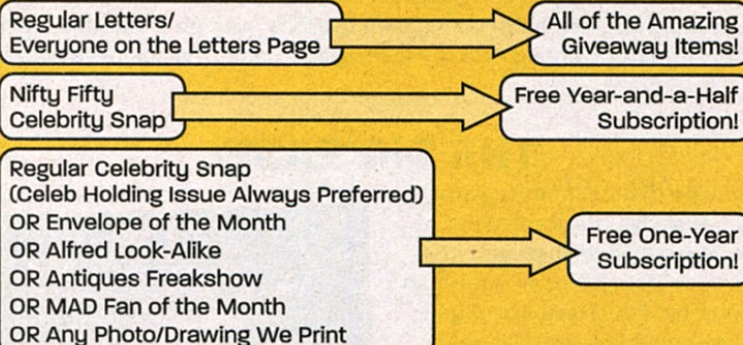 Regular Letters/
Everyone on the Letters Page
All of the Amazing
Giveaway Items!
Nifty Fifty
Celebrity Snap
Free Year-and-a-Half
Subscription!
Regular Celebrity Snap
(Celeb Holding Issue Always Preferred)
OR Envelope of the Month
OR Alfred Look-Alike
OR Antiques Freakshow
OR MAD Fan of the Month
OR Any Photo/Drawing We Print
Free One-Year
Subscription!